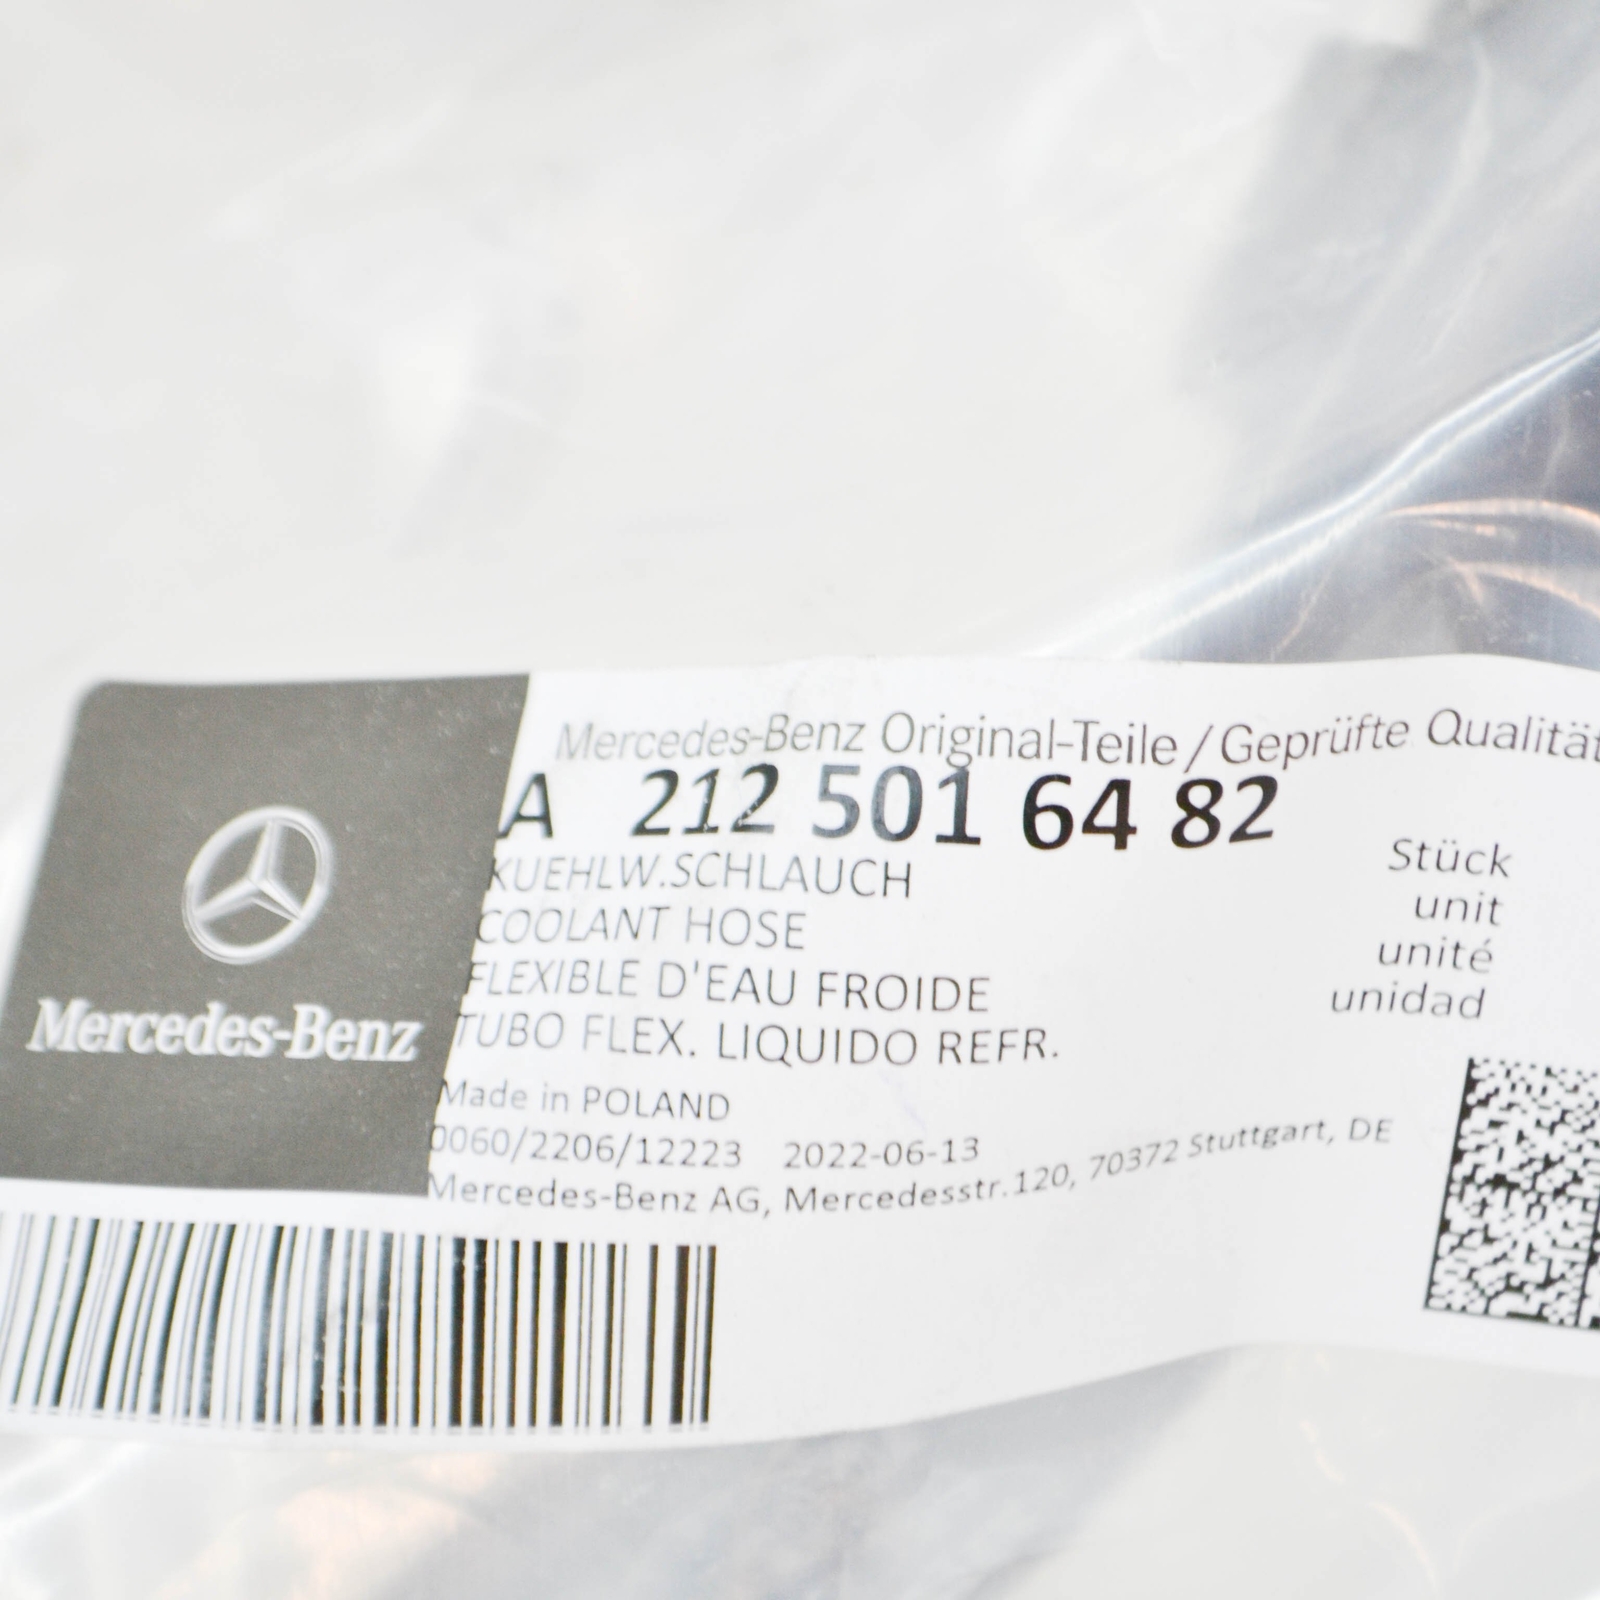 Mercedes-Benz Original-Teile / Geprüfte Qualität
A 212 501 64 82
KUEHLW.SCHLAUCH
COOLANT HOSE
FLEXIBLE D'EAU FROIDE
TUBO FLEX. LIQUIDO REFR.
Stück
unit
unité
unidad
Mercedes-Benz
Made in POLAND
0060/2206/12223 2022-06-13
Mercedes-Benz AG, Mercedesstr.120, 70372 Stuttgart, DE